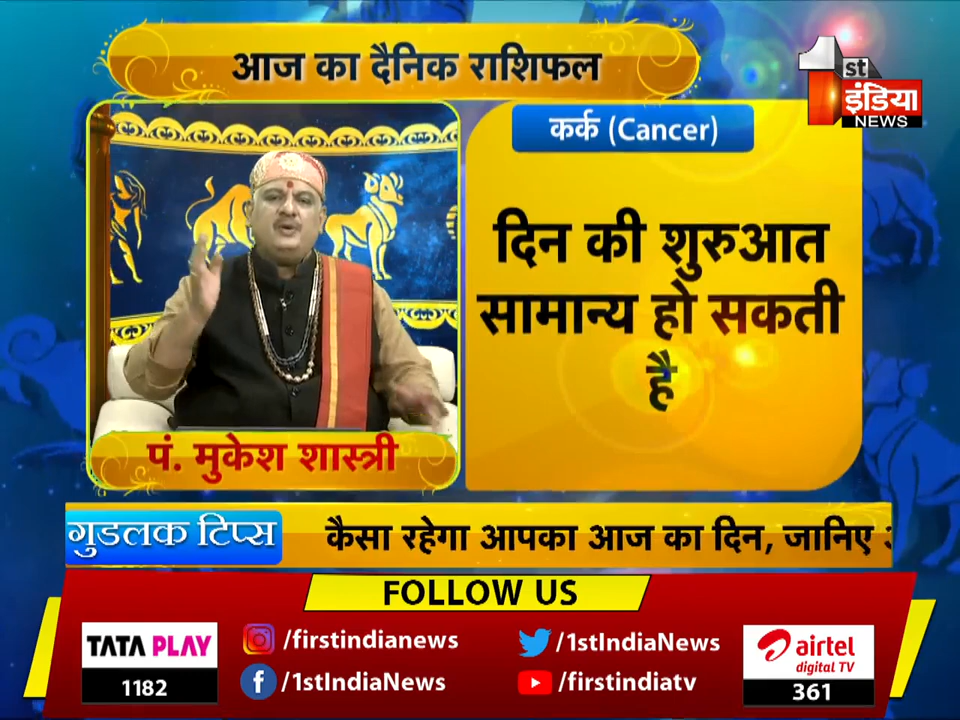 आज का दैनिक राशिफल
1st
इंडिया
NEWS
कर्क (Cancer)
दिन की शुरुआत
सामान्य हो सकती
है
पं. मुकेश शास्त्री
गुडलक टिप्स
कैसा रहेगा आपका आज का दिन, जानिए
FOLLOW US
TATA PLAY
1182
/firstindianews
/1stIndiaNews
/1stIndiaNews
/firstindiatv
airtel
digital TV
361